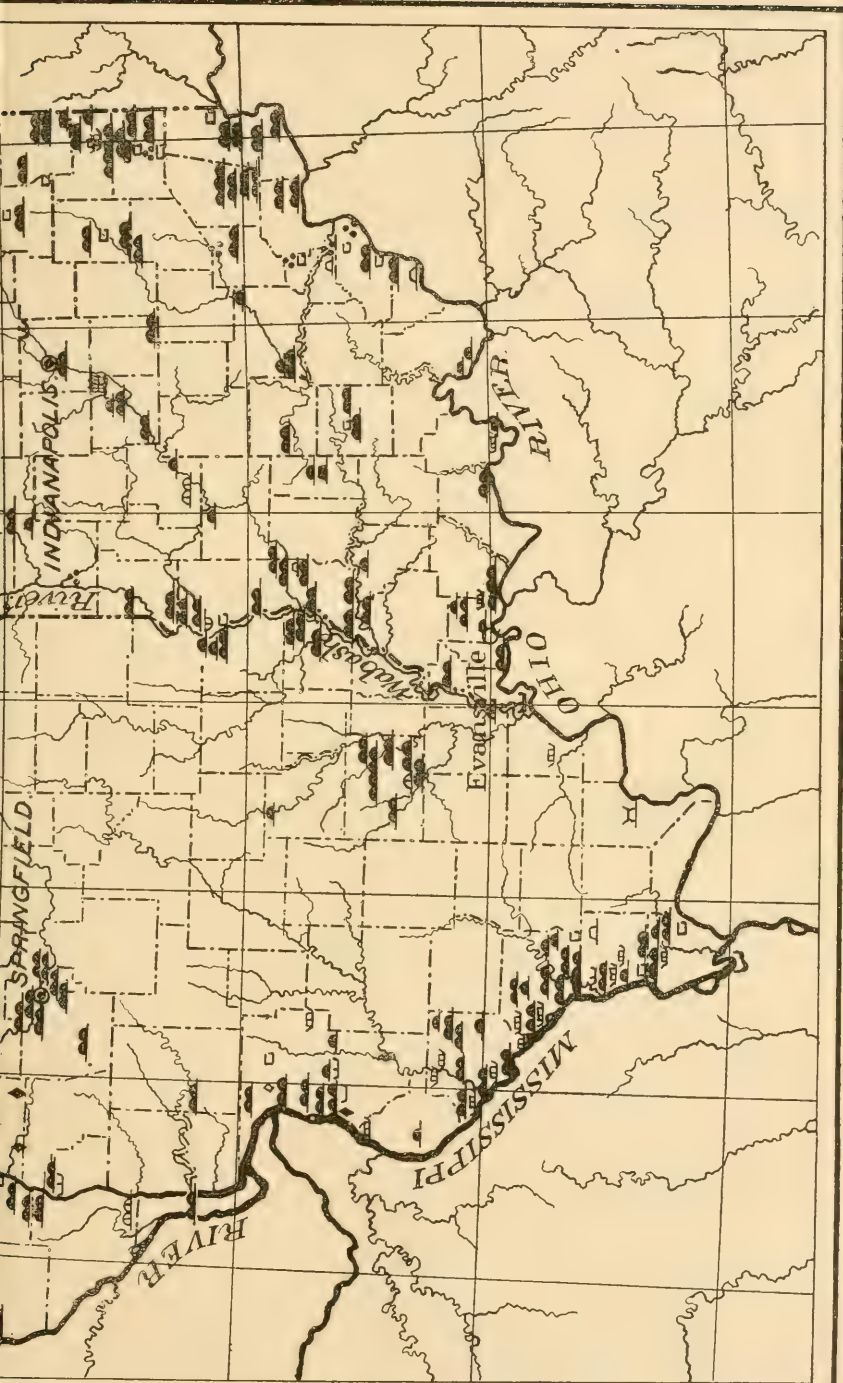 INDIANAPOLIS
River
Wabash
RIVER
OHIO
Evansville
SPRINGFIELD
MISSISSIPPI
RIVER